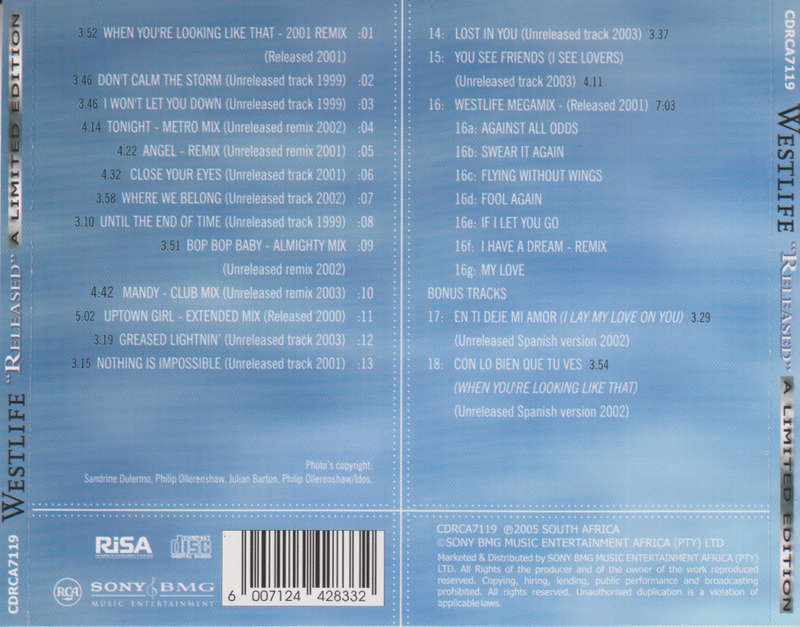 3:52 WHEN YOU'RE LOOKING LIKE THAT - 2001 REMIX :01
(Released 2001)
3.46 DON'T CALM THE STORM (Unreleased track 1999) :02
3.46 I WON'T LET YOU DOWN (Unreleased track 1999) :03
4.14 TONIGHT - METRO MIX (Unreleased remix 2002) :04
4.22 ANGEL - REMIX (Unreleased track 2001) :05
4.32 CLOSE YOUR EYES (Unreleased track 2001) :06
3.58 WHERE WE BELONG (Unreleased track 2002) :07
3.10 UNTIL THE END OF TIME (Unreleased track 1999) :08
3.51 BOP BOP BABY - ALMIGHTY MIX :09
(Unreleased remix 2002)
4:42 MANDY - CLUB MIX (Unreleased remix 2003) :10
5.02 UPTOWN GIRL - EXTENDED MIX (Released 2000) :11
3.19 GREASED LIGHTNIN' (Unreleased track 2003) :12
3.15 NOTHING IS IMPOSSIBLE (Unreleased track 2001) :13
Photo's copyright:
Sandrine Dulermo, Philip Ollerenshaw, Julian Barton, Philip Ollerenshaw/Idos.
14: LOST IN YOU (Unreleased track 2003) 3.37
15: YOU SEE FRIENDS (I SEE LOVERS)
(Unreleased track 2003) 4.11
16: WESTLIFE MEGAMIX - (Released 2001) 7:03
16a: AGAINST ALL ODDS
16b: SWEAR IT AGAIN
16c: FLYING WITHOUT WINGS
16d: FOOL AGAIN
16e: IF I LET YOU GO
16f: I HAVE A DREAM - REMIX
16g: MY LOVE
BONUS TRACKS
17: EN TI DEJE MI AMOR (I LAY MY LOVE ON YOU) 3.29
(Unreleased Spanish version 2002)
18: CON LO BIEN QUE TU VES 3.54
(WHEN YOU'RE LOOKING LIKE THAT)
(Unreleased Spanish version 2002)
CDRCA7119 ℗2005 SOUTH AFRICA
©SONY BMG MUSIC ENTERTAINMENT AFRICA (PTY) LTD
Merketed & Distributed by SONY BMG MUSIC ENTERTAINMENT AFRICA (PTY)
LTD. All Rights of the producer and of the owner of the work reproduced
reserved. Copying, hiring, lending, public performance and broadcasting
prohibited. All rights reserved. Unauthorised duplication is a violation of
applicable laws.
RiSA
disc
RCA
SONY BMG
MUSIC ENTERTAINMENT
6 007124 428332
CDRCA7119 WESTLIFE "RELEASED" A LIMITED EDITION
CDRCA7119 WESTLIFE "RELEASED" A LIMITED EDITION